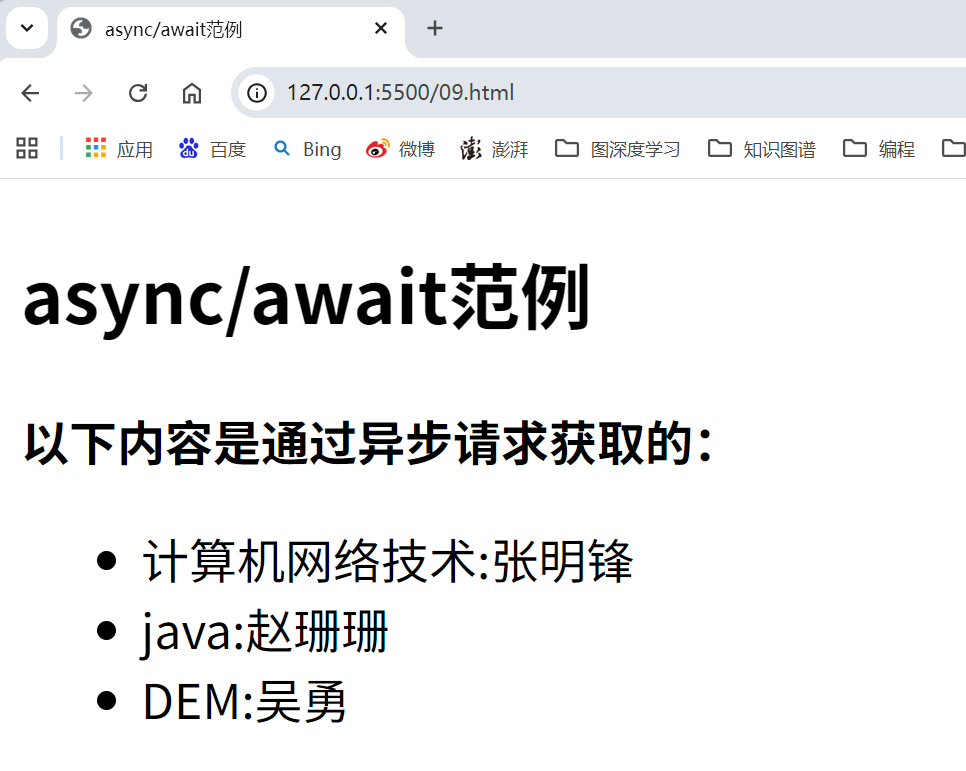 async/await范例
127.0.0.1:5500/09.html
应用 百度 Bing 微博 澎湃 图深度学习 知识图谱 编程
async/await范例
以下内容是通过异步请求获取的：
计算机网络技术:张明锋
java:赵珊珊
DEM:吴勇